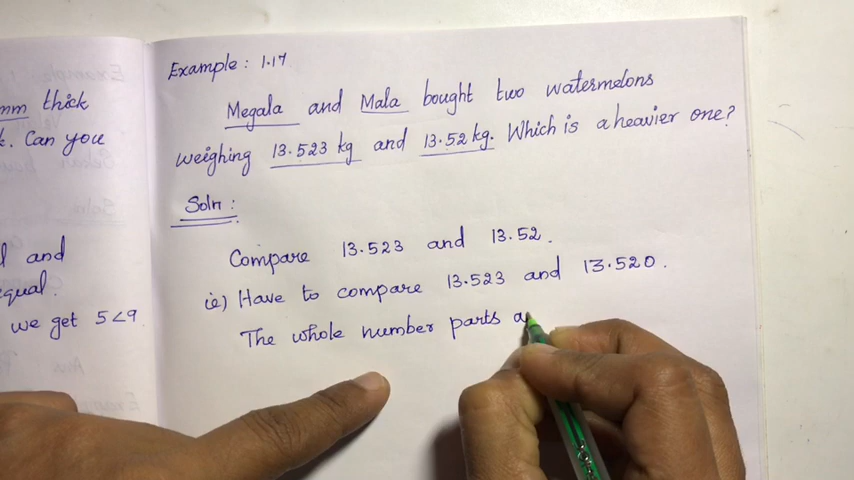 mm thick
k. Can you
and
equal.
we get 5<9
Example: 1.17
Megala and Mala bought two watermelons
weighing 13.523 kg and 13.52 kg. Which is a heavier one?
Soln:
Compare 13.523 and 13.52.
ie) Have to compare 13.523 and 13.520.
The whole number parts a